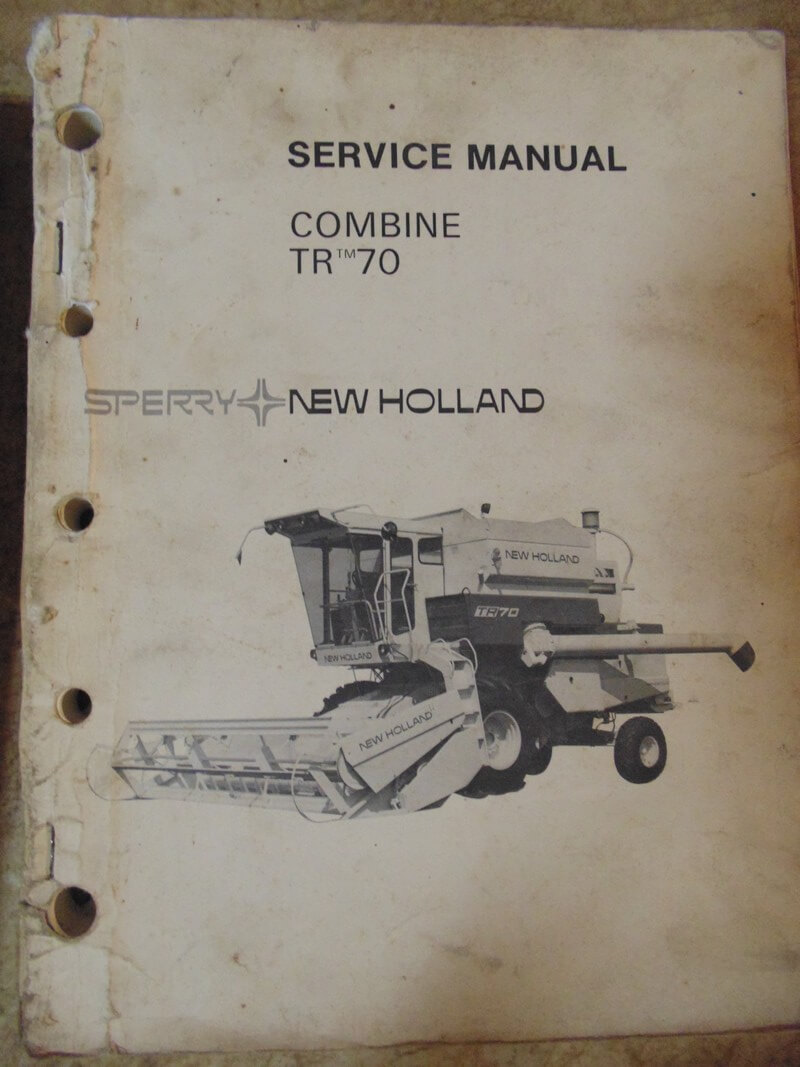 SERVICE MANUAL
COMBINE
TR™70
SPERRY NEW HOLLAND
NEW HOLLAND
TR70
NEW HOLLAND
NEW HOLLAND